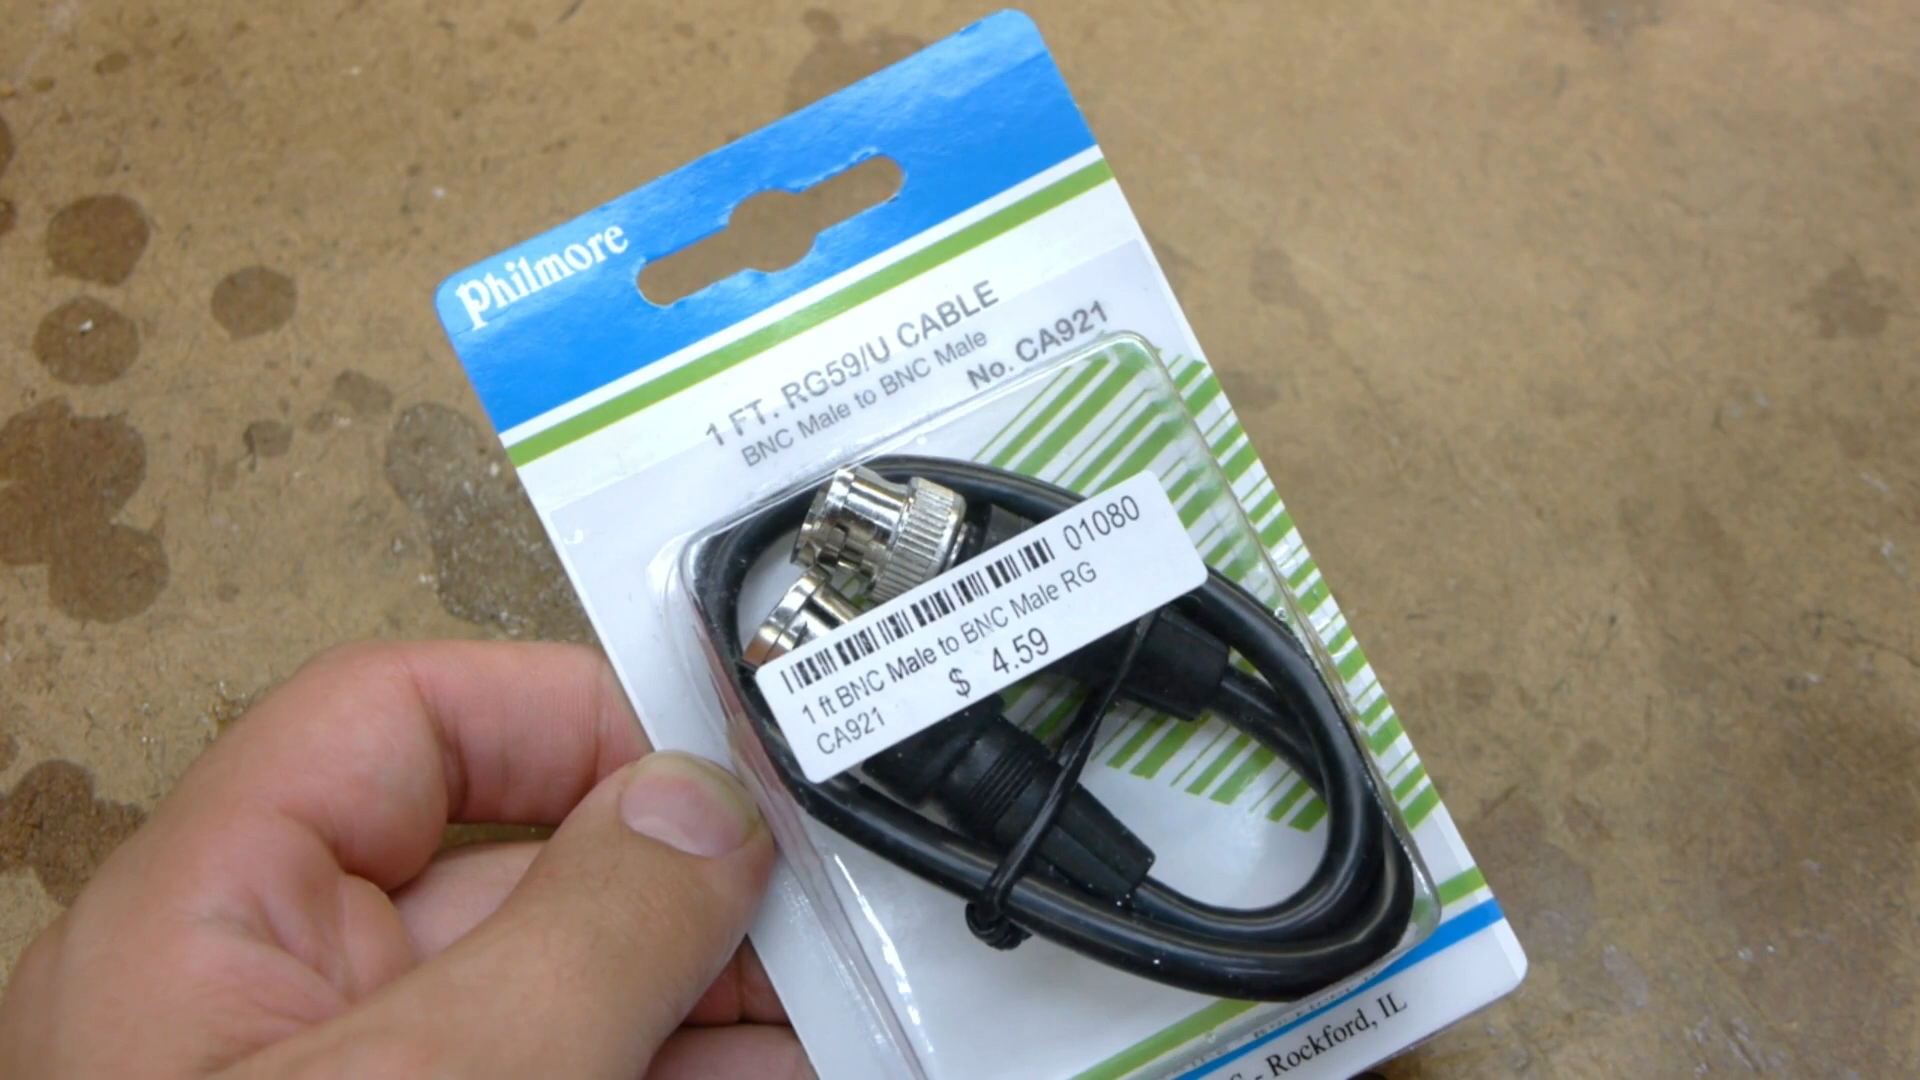 Philmore
1 FT. RG59/U CABLE
BNC Male to BNC Male
No. CA921
01080
1 ft BNC Male to BNC Male RG
$ 4.59
CA921
- Rockford, IL